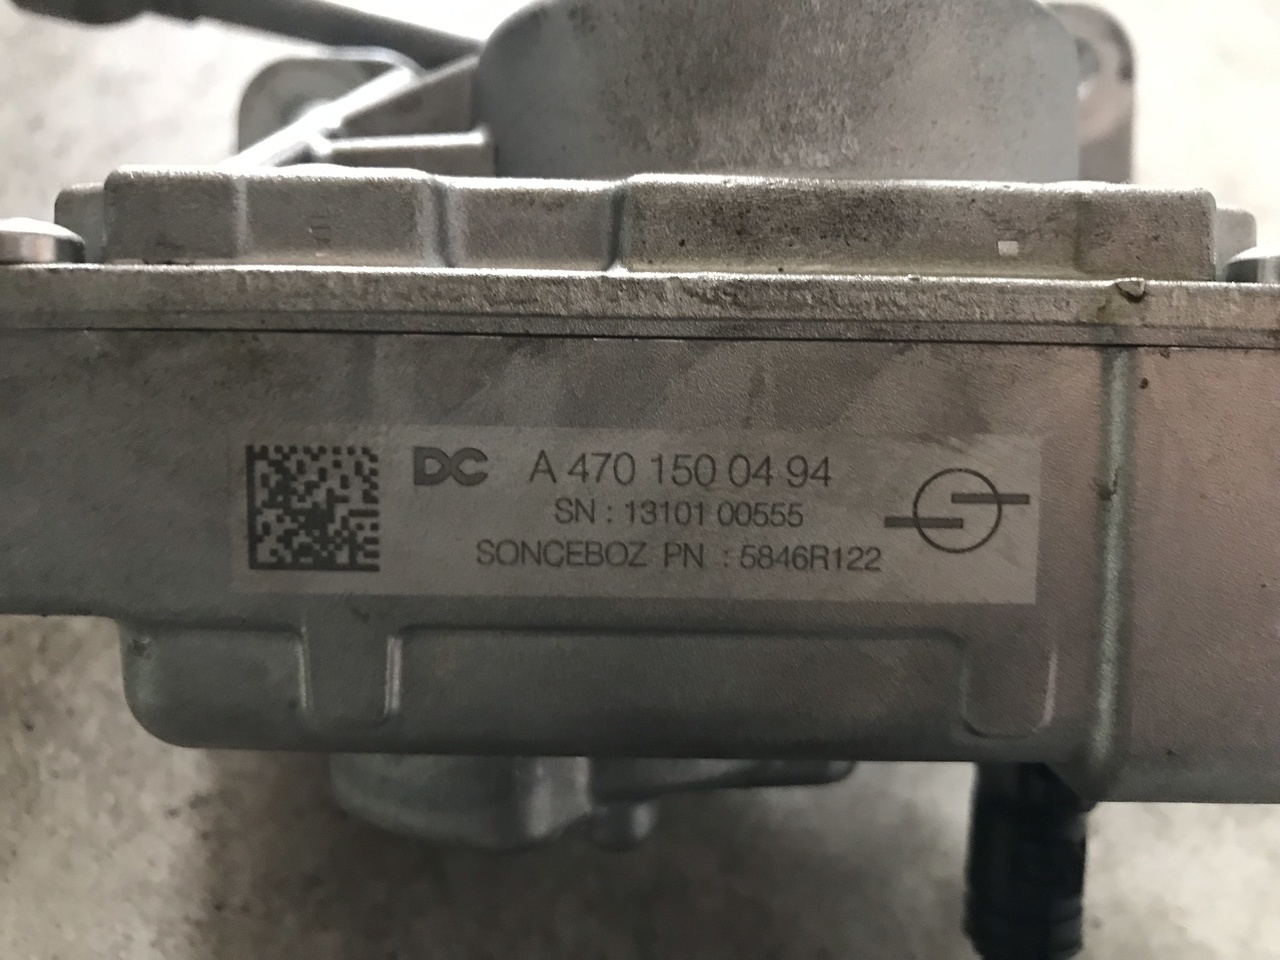 DC A 470 150 04 94
SN : 13101 00555
SONCEBOZ PN : 5846R122